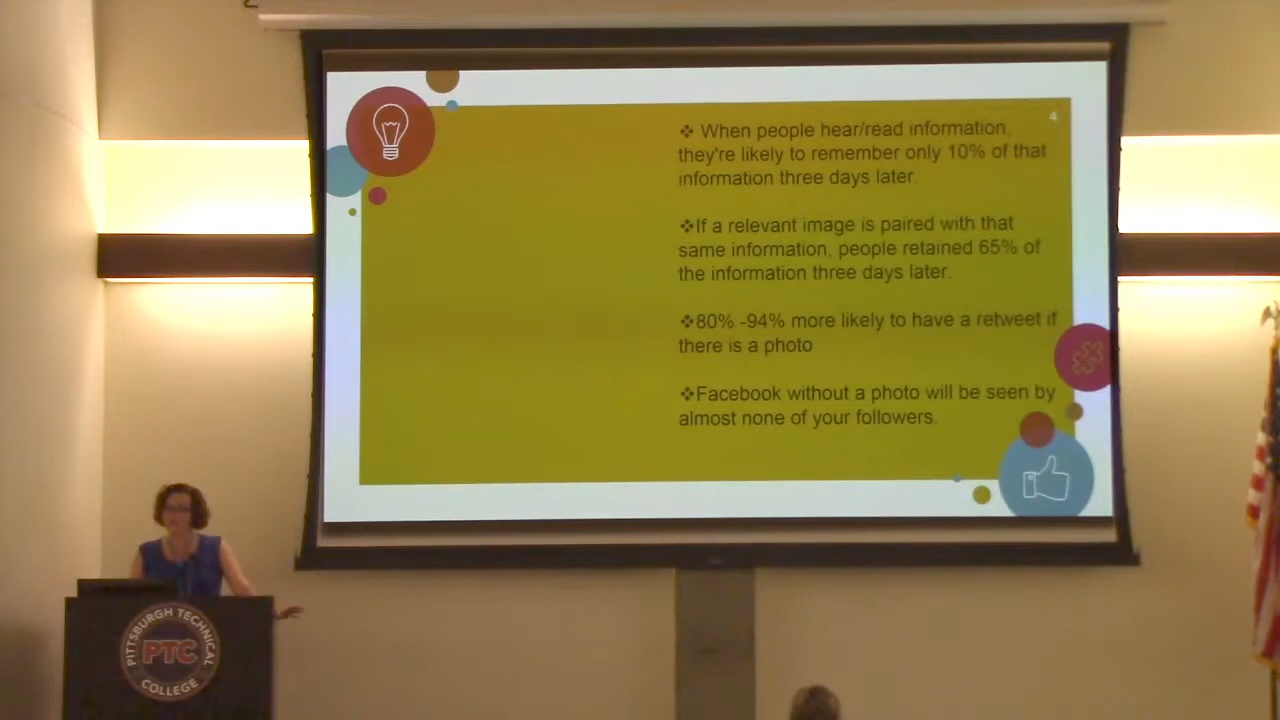 4
❖ When people hear/read information,
they're likely to remember only 10% of that
information three days later.
❖If a relevant image is paired with that
same information, people retained 65% of
the information three days later.
❖80% -94% more likely to have a retweet if
there is a photo
❖Facebook without a photo will be seen by
almost none of your followers.
PITTSBURGH TECHNICAL
PTC
COLLEGE